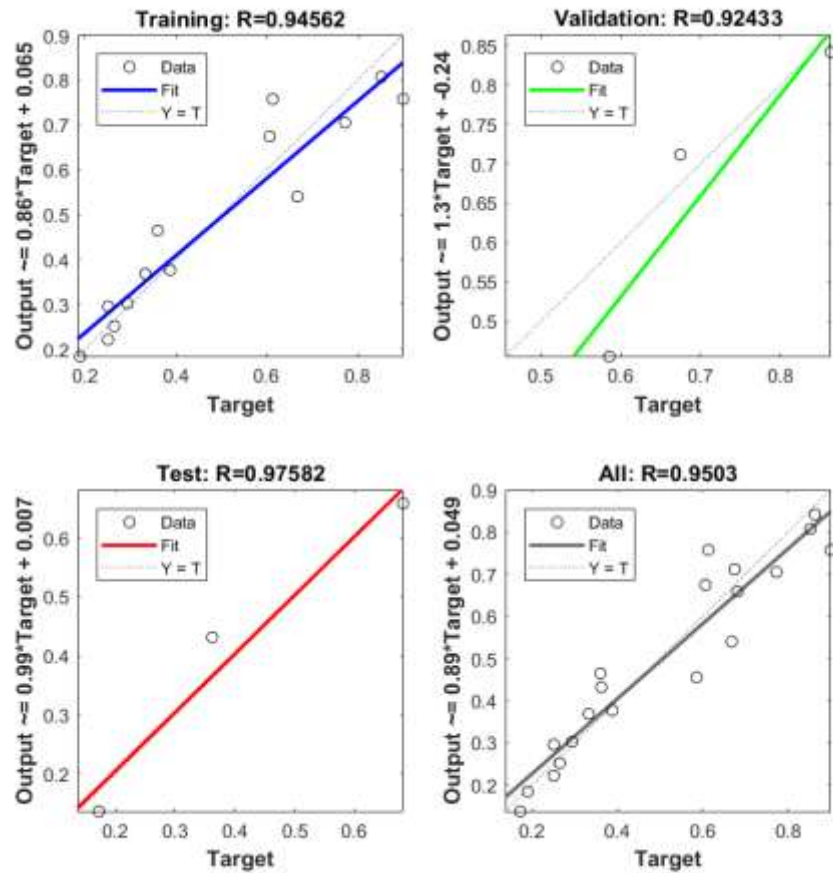 Training: R=0.94562
Output ~= 0.86*Target + 0.065
0.9
0.8
0.7
0.6
0.5
0.4
0.3
0.2
Data
Fit
Y = T
0.2
0.4
0.6
0.8
Target
Validation: R=0.92433
Output ~= 1.3*Target + -0.24
0.85
0.8
0.75
0.7
0.65
0.6
0.55
0.5
Data
Fit
Y = T
0.5
0.6
0.7
0.8
Target
Test: R=0.97582
Output ~= 0.99*Target + 0.007
0.6
0.5
0.4
0.3
0.2
Data
Fit
Y = T
0.2
0.3
0.4
0.5
0.6
Target
All: R=0.9503
Output ~= 0.89*Target + 0.049
0.9
0.8
0.7
0.6
0.5
0.4
0.3
0.2
Data
Fit
Y = T
0.2
0.4
0.6
0.8
Target